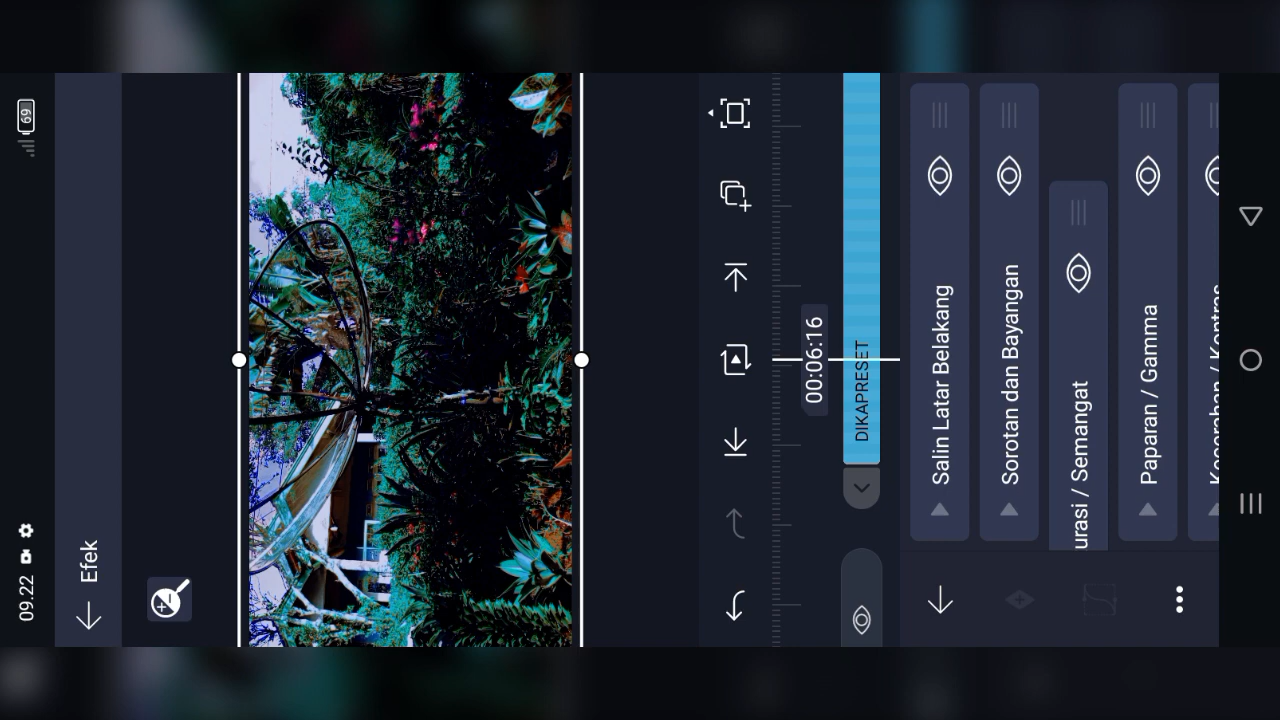 09.22
69
Efek
00:06:16
DIKAPRESET
Salin Latar Belakang
Sorotan dan Bayangan
urasi / Semangat
Paparan / Gamma